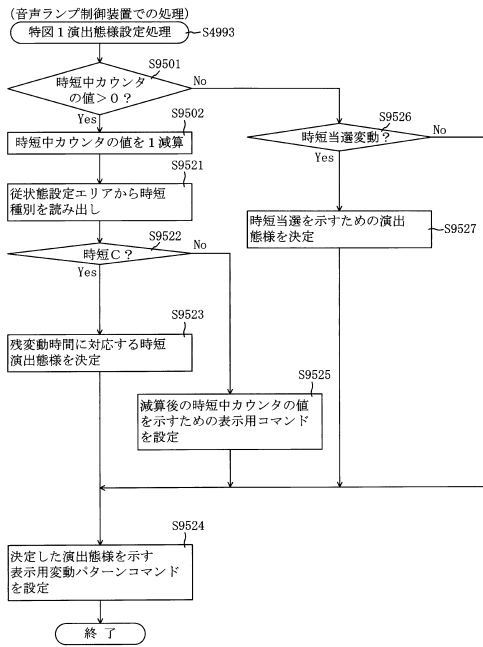 (音声ランプ制御装置での処理)
特図1演出態様設定処理
S4993
S9501
時短中カウンタ
の値>0?
No
Yes
S9502
時短中カウンタの値を1減算
S9526
時短当選変動?
No
Yes
S9521
従状態設定エリアから時短
種別を読み出し
S9527
時短当選を示すための演出
態様を決定
S9522
時短C?
No
Yes
S9523
残変動時間に対応する時短
演出態様を決定
S9525
減算後の時短中カウンタの値
を示すための表示用コマンド
を設定
S9524
決定した演出態様を示す
表示用変動パターンコマンド
を設定
終了